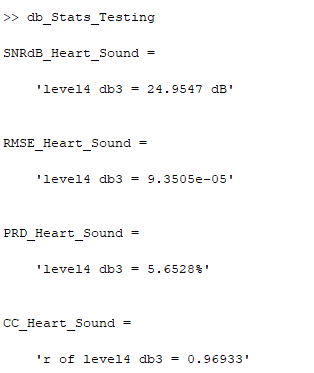 >> db_Stats_Testing
SNRdB_Heart_Sound =
'level4 db3 = 24.9547 dB'
RMSE_Heart_Sound =
'level4 db3 = 9.3505e-05'
PRD_Heart_Sound =
'level4 db3 = 5.6528%'
CC_Heart_Sound =
'r of level4 db3 = 0.96933'